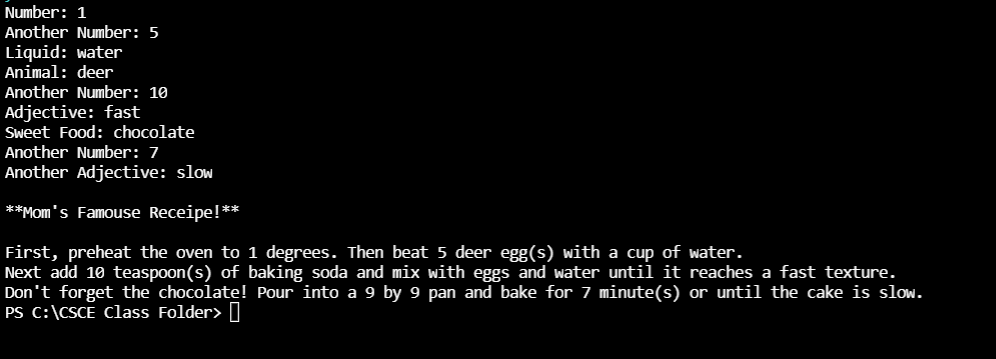 Number: 1
Another Number: 5
Liquid: water
Animal: deer
Another Number: 10
Adjective: fast
Sweet Food: chocolate
Another Number: 7
Another Adjective: slow
**Mom's Famouse Receipe!**
First, preheat the oven to 1 degrees. Then beat 5 deer egg(s) with a cup of water.
Next add 10 teaspoon(s) of baking soda and mix with eggs and water until it reaches a fast texture.
Don't forget the chocolate! Pour into a 9 by 9 pan and bake for 7 minute(s) or until the cake is slow.
PS C:\CSCE Class Folder>